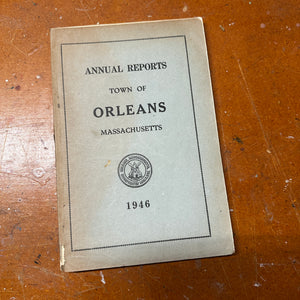 ANNUAL REPORTS
TOWN OF
ORLEANS
MASSACHUSETTS
1946